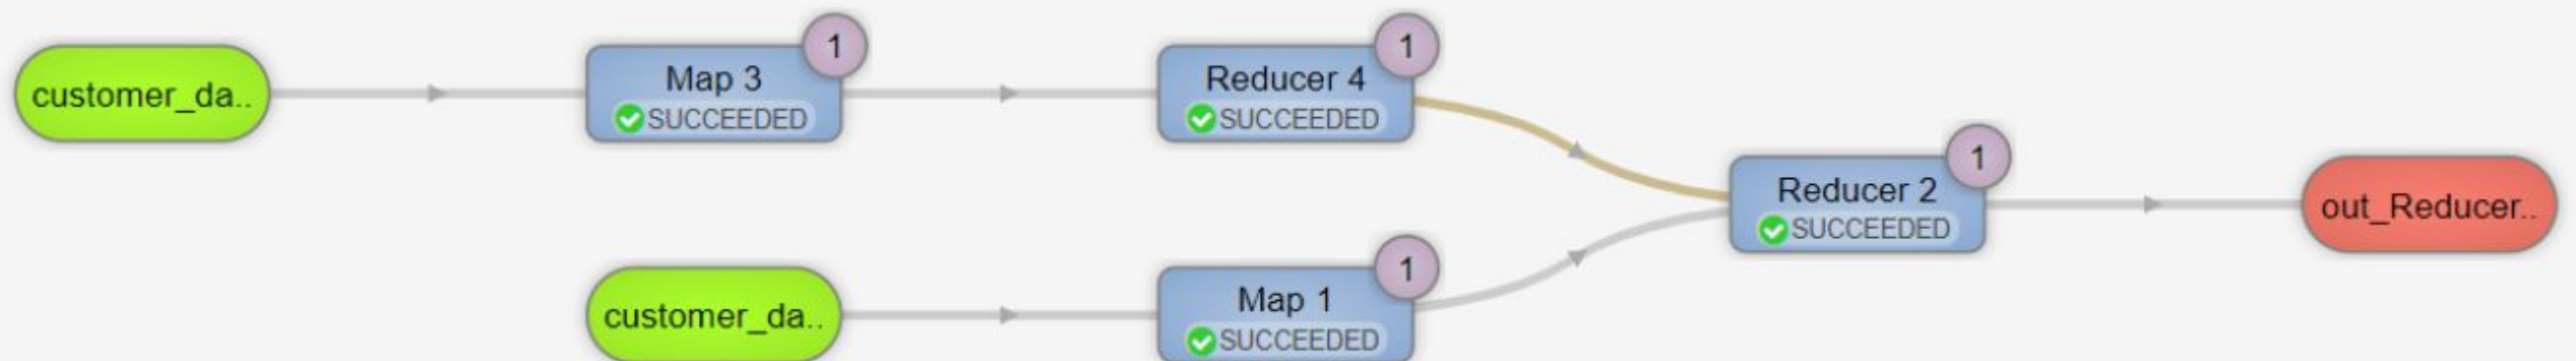 customer_da..
Map 3
1
SUCCEEDED
Reducer 4
1
SUCCEEDED
customer_da..
Map 1
1
SUCCEEDED
Reducer 2
1
SUCCEEDED
out_Reducer..